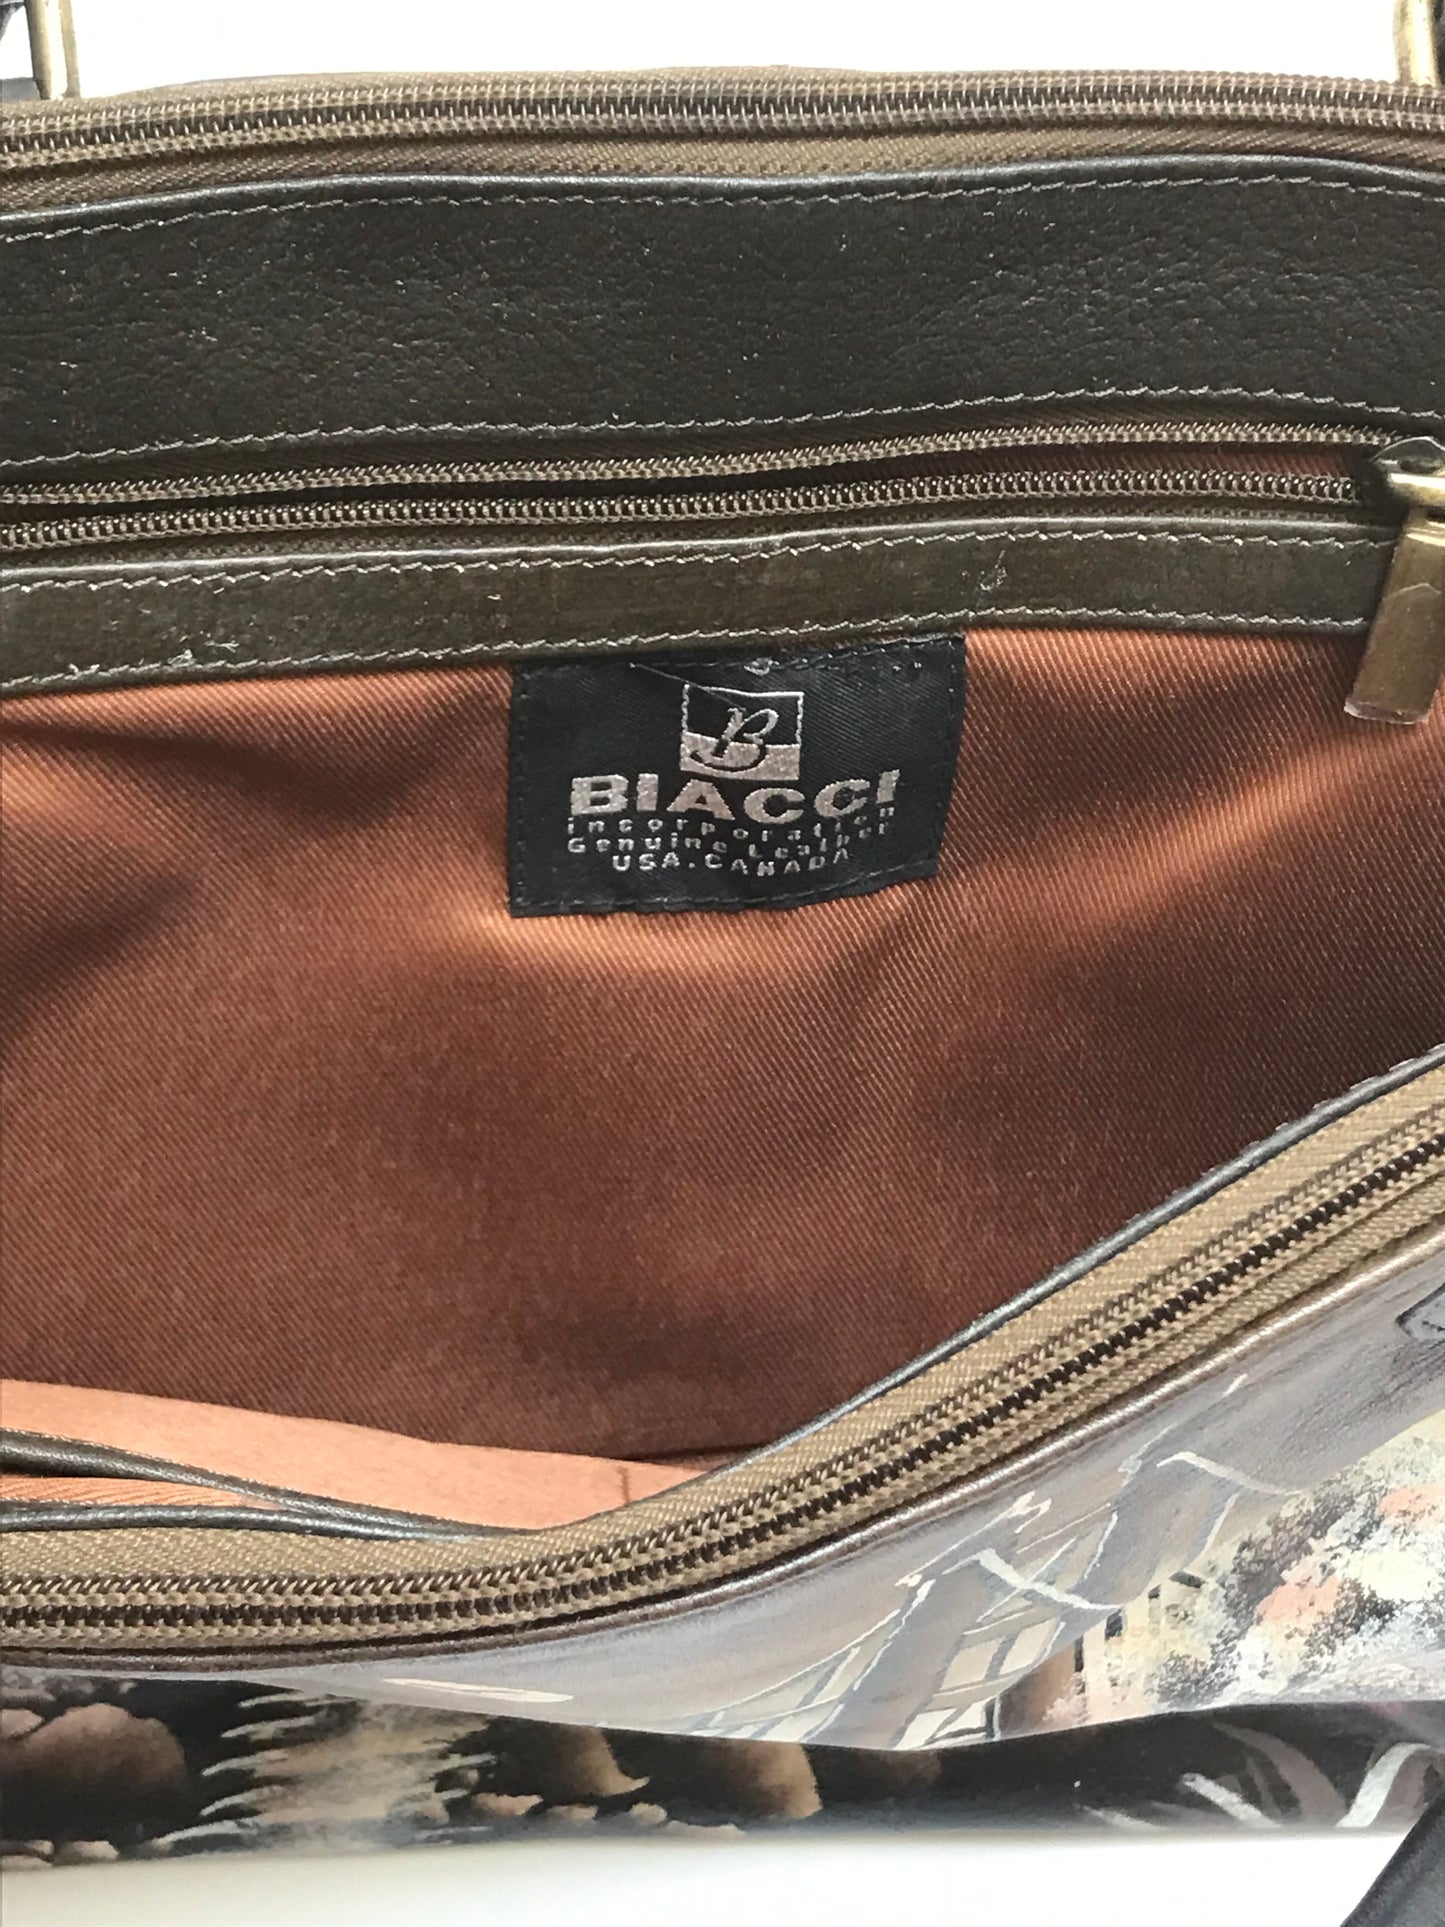 B
BIACCI
incorporation
Genuine Leather
USA.CANADA